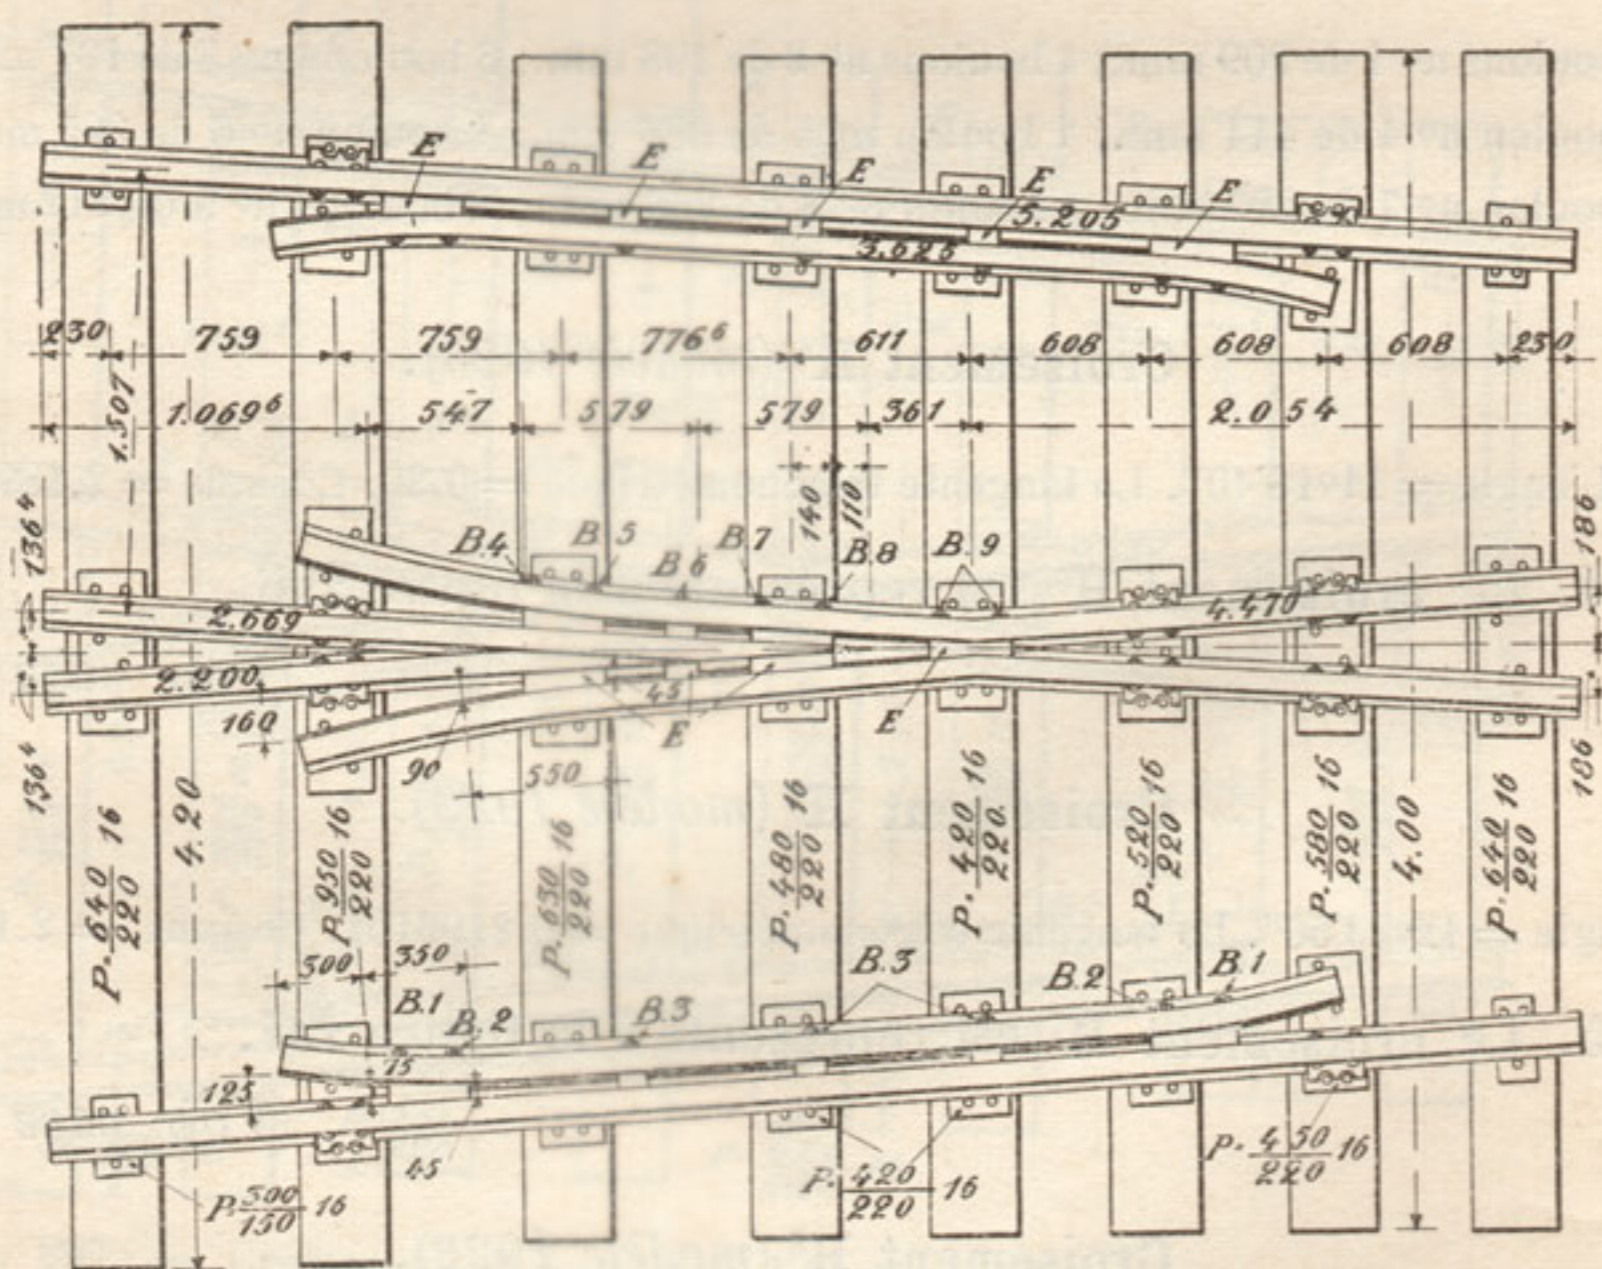 E E E E E
5.205
3.625
230 759 759 776⁶ 611 608 608 608 230
1.507
1.069⁶ 547 579 579 361 2.054
140 110
136⁴ 186
B.4 B.5 B.6 B.7 B.8 B.9
2.669 4.470
2.200 45
160 E E
136⁴ 90 550 186
4.20 4.00
P. 640/220 16
P. 950/220 16
P. 630/220 16
P. 480/220 16
P. 420/220 16
P. 520/220 16
P. 580/220 16
P. 640/220 16
300 350 B.3 B.2 B.1
B.1 B.2 B.3
75
125
45
P. 300/150 16
P. 420/220 16
P. 450/220 16